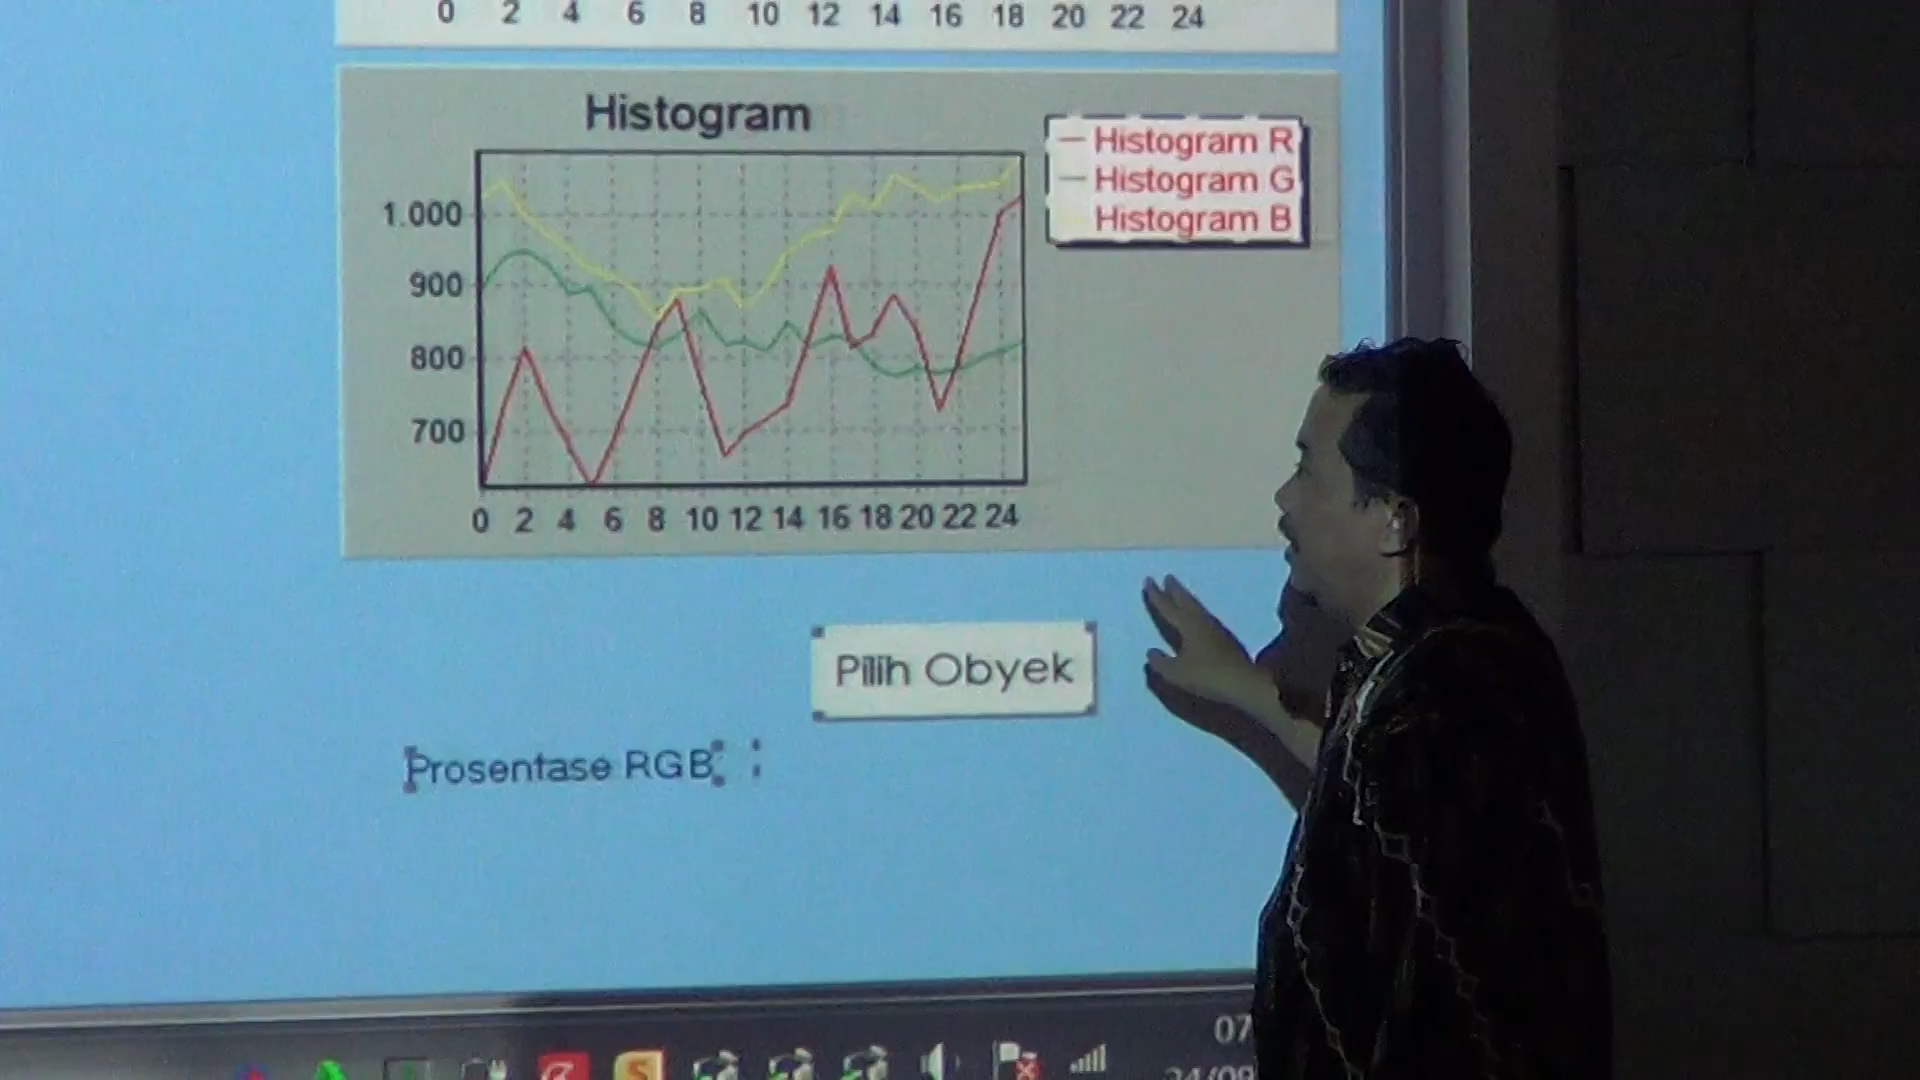 0 2 4 6 8 10 12 14 16 18 20 22 24
Histogram
Histogram R
Histogram G
Histogram B
1.000
900
800
700
0 2 4 6 8 10 12 14 16 18 20 22 24
Pilih Obyek
Prosentase RGB :
S
07
24/09